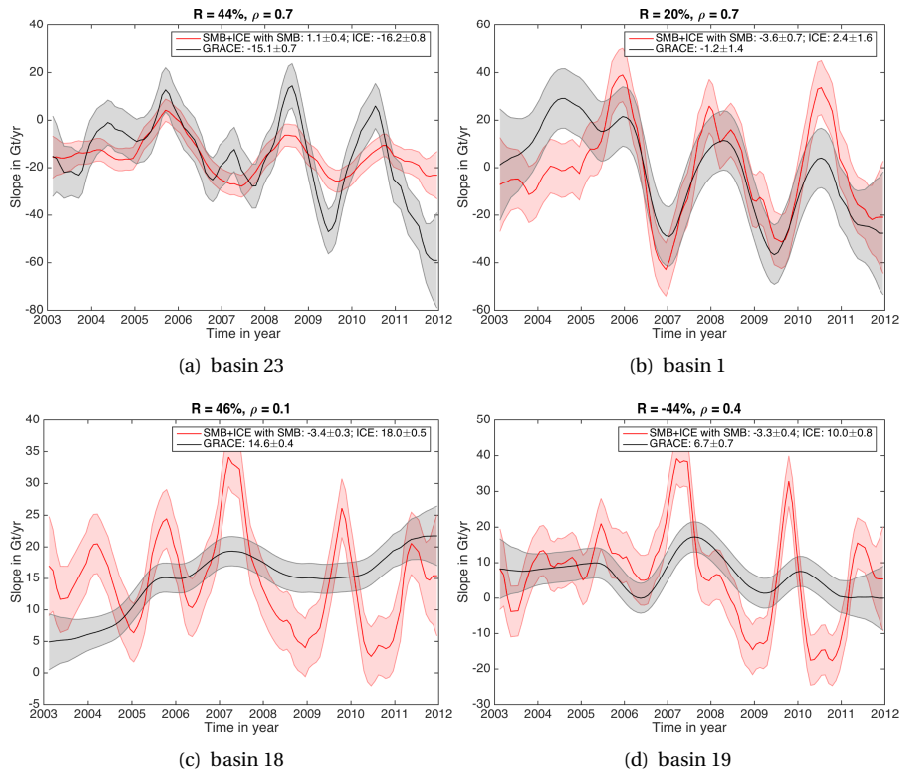 R = 44%, ρ = 0.7
SMB+ICE with SMB: 1.1±0.4; ICE: -16.2±0.8
GRACE: -15.1±0.7
Slope in Gt/yr
40
20
0
-20
-40
-60
-80
2003 2004 2005 2006 2007 2008 2009 2010 2011 2012
Time in year
(a) basin 23
R = 20%, ρ = 0.7
SMB+ICE with SMB: -3.6±0.7; ICE: 2.4±1.6
GRACE: -1.2±1.4
Slope in Gt/yr
60
40
20
0
-20
-40
-60
2003 2004 2005 2006 2007 2008 2009 2010 2011 2012
Time in year
(b) basin 1
R = 46%, ρ = 0.1
SMB+ICE with SMB: -3.4±0.3; ICE: 18.0±0.5
GRACE: 14.6±0.4
Slope in Gt/yr
40
35
30
25
20
15
10
5
0
-5
2003 2004 2005 2006 2007 2008 2009 2010 2011 2012
Time in year
(c) basin 18
R = -44%, ρ = 0.4
SMB+ICE with SMB: -3.3±0.4; ICE: 10.0±0.8
GRACE: 6.7±0.7
Slope in Gt/yr
50
40
30
20
10
0
-10
-20
-30
2003 2004 2005 2006 2007 2008 2009 2010 2011 2012
Time in year
(d) basin 19